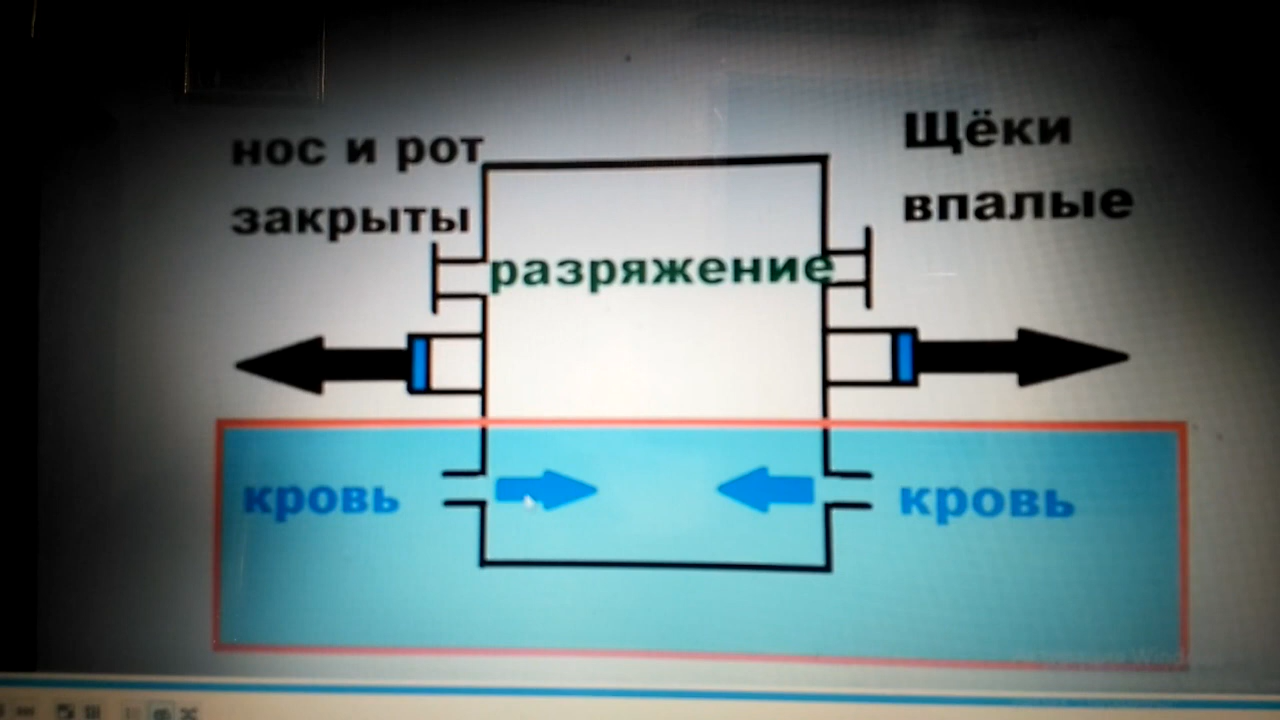 нос и рот
закрыты
Щёки
впалые
разряжение
кровь
кровь